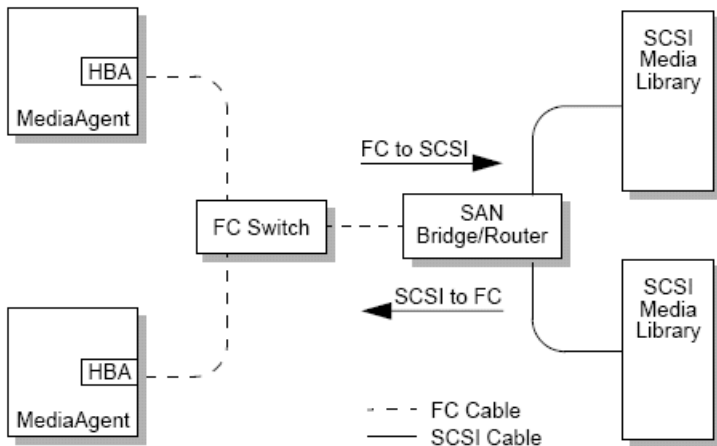 HBA
MediaAgent
SCSI
Media
Library
FC to SCSI
FC Switch
SAN
Bridge/Router
SCSI to FC
HBA
MediaAgent
SCSI
Media
Library
FC Cable
SCSI Cable